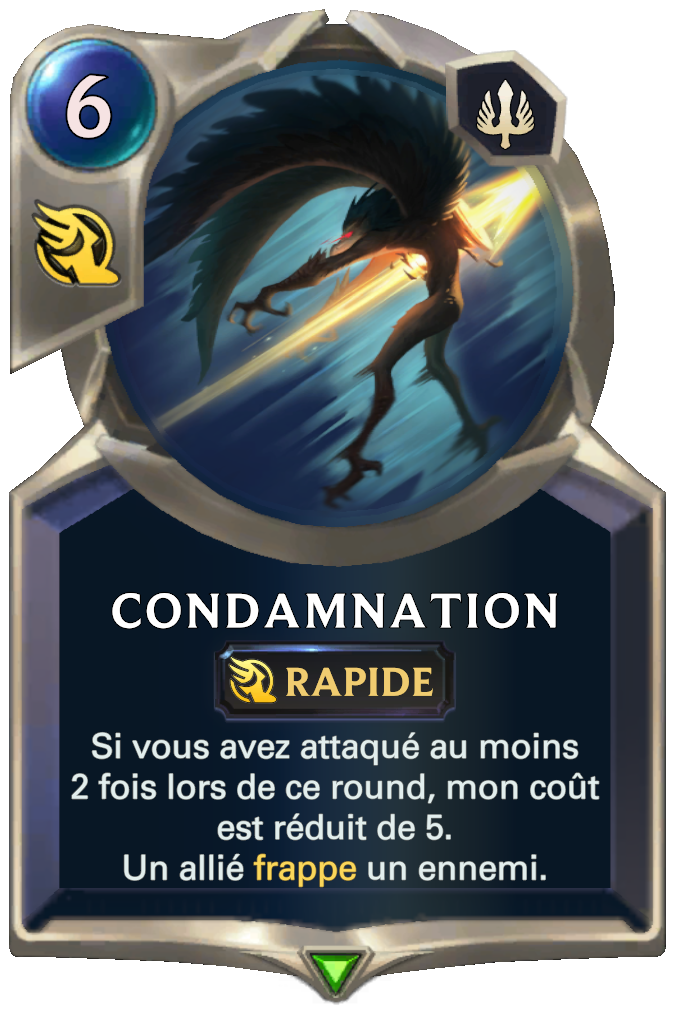 6
CONDAMNATION
RAPIDE
Si vous avez attaqué au moins
2 fois lors de ce round, mon coût
est réduit de 5.
Un allié frappe un ennemi.